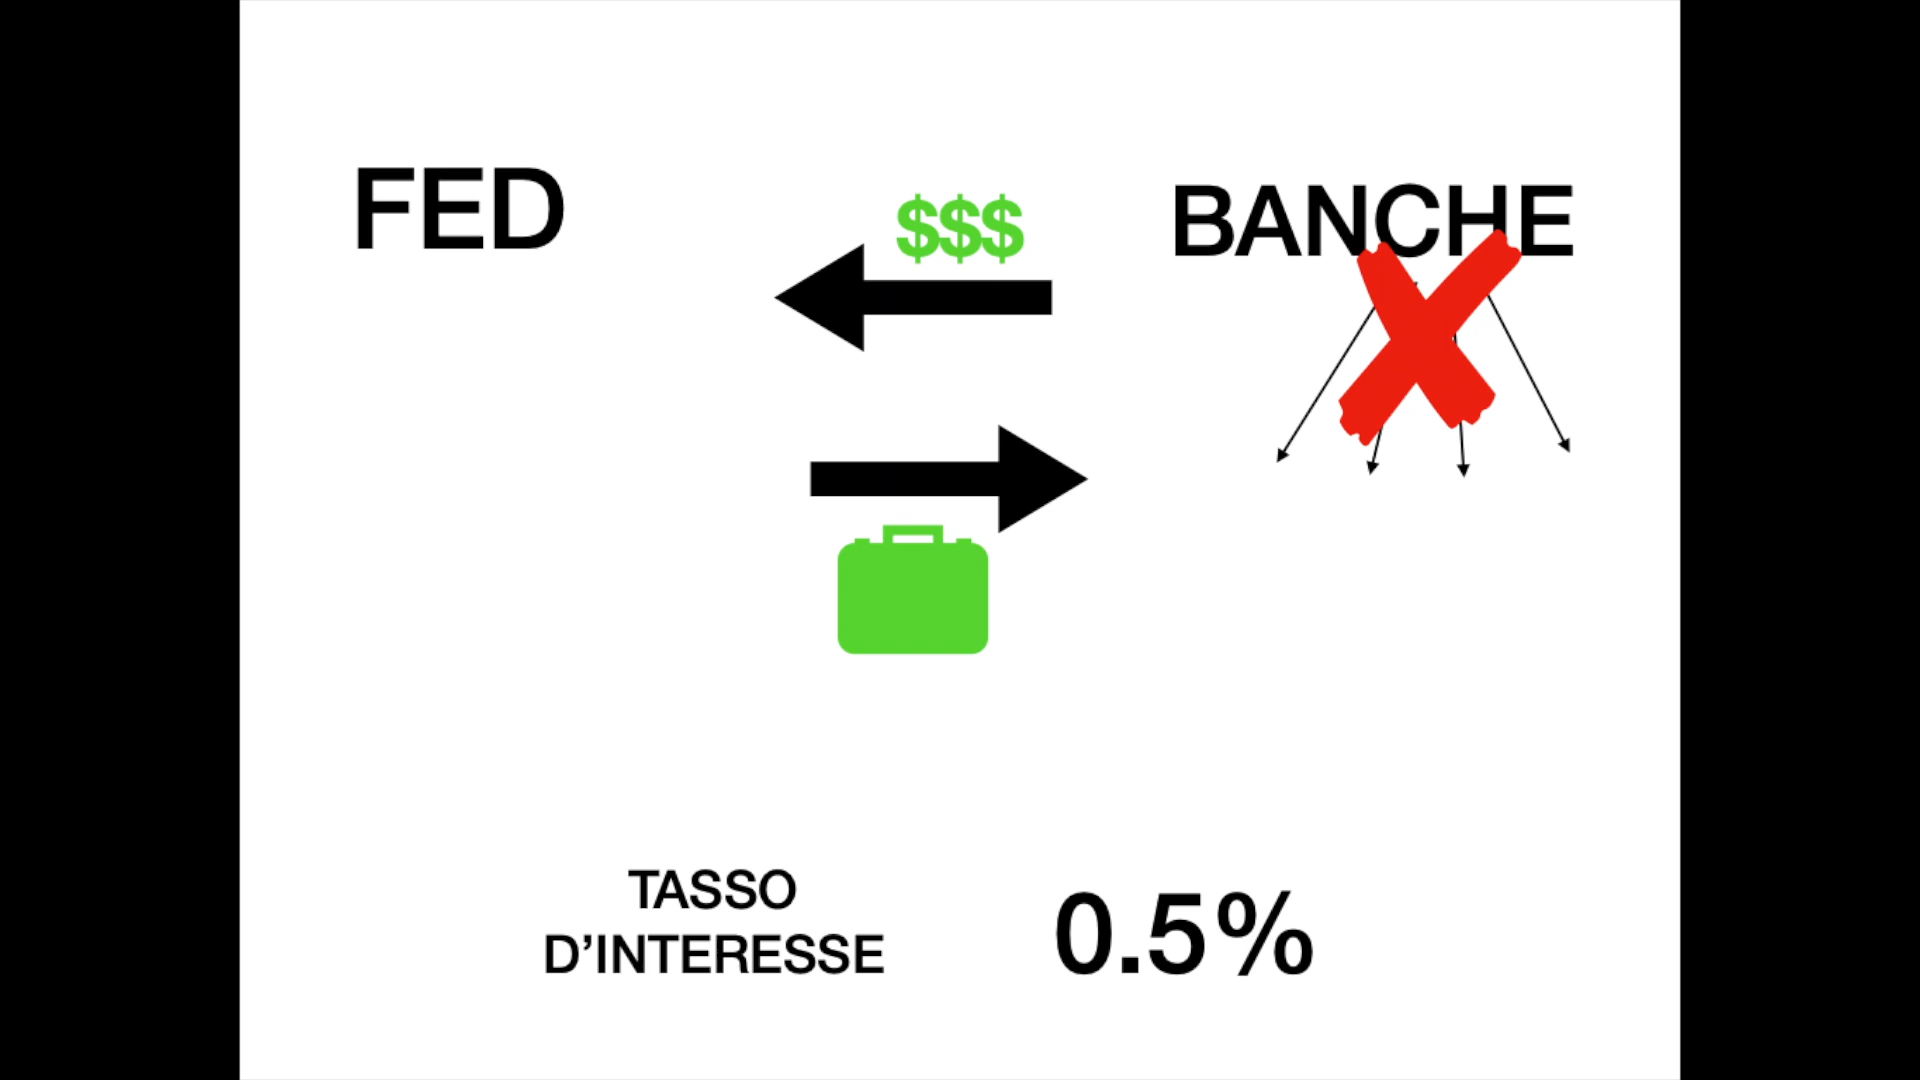 FED
$$$
BANCHE
TASSO
D’INTERESSE
0.5%